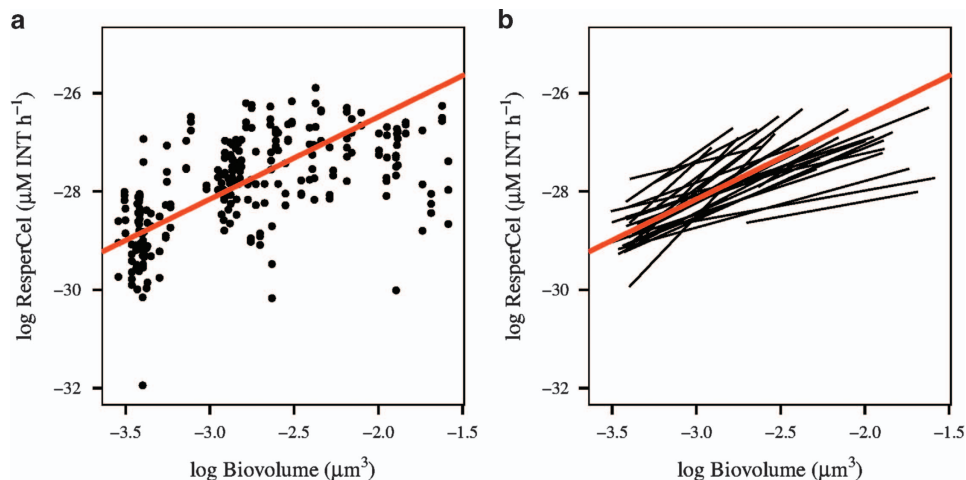 a
b
−26
−28
−30
−32
log ResperCel (μM INT h⁻¹)
−3.5 −3.0 −2.5 −2.0 −1.5
log Biovolume (μm³)
−26
−28
−30
−32
log ResperCel (μM INT h⁻¹)
−3.5 −3.0 −2.5 −2.0 −1.5
log Biovolume (μm³)